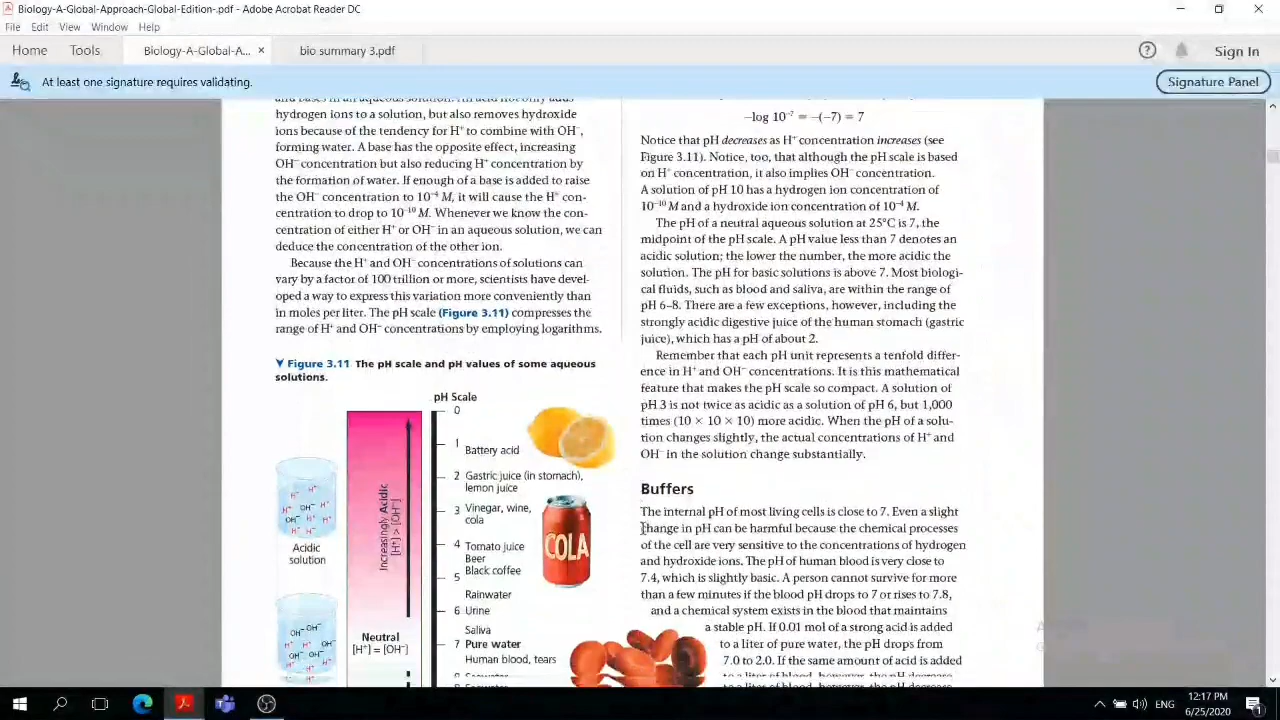 Biology-A-Global-Approach-Global-Edition-.pdf - Adobe Acrobat Reader DC
File Edit View Window Help
Home Tools Biology-A-Global-A... × bio summary 3.pdf Sign In
At least one signature requires validating. Signature Panel
and bases in an aqueous solution. An acid not only adds
hydrogen ions to a solution, but also removes hydroxide
ions because of the tendency for H⁺ to combine with OH⁻,
forming water. A base has the opposite effect, increasing
OH⁻ concentration but also reducing H⁺ concentration by
the formation of water. If enough of a base is added to raise
the OH⁻ concentration to 10⁻⁴ M, it will cause the H⁺ con-
centration to drop to 10⁻¹⁰ M. Whenever we know the con-
centration of either H⁺ or OH⁻ in an aqueous solution, we can
deduce the concentration of the other ion.
Because the H⁺ and OH⁻ concentrations of solutions can
vary by a factor of 100 trillion or more, scientists have devel-
oped a way to express this variation more conveniently than
in moles per liter. The pH scale (Figure 3.11) compresses the
range of H⁺ and OH⁻ concentrations by employing logarithms.
Figure 3.11 The pH scale and pH values of some aqueous
solutions.
pH Scale
0
1
Battery acid
2 Gastric juice (in stomach),
lemon juice
3 Vinegar, wine,
cola
COLA
4 Tomato juice
Beer
Black coffee
5
Rainwater
6 Urine
Saliva
7 Pure water
Human blood, tears
8 Seawater
Increasingly Acidic
[H⁺] > [OH⁻]
Neutral
[H⁺] = [OH⁻]
H⁺ H⁺ H⁺ OH⁻ H⁺ OH⁻ H⁺ H⁺ H⁺
Acidic
solution
OH⁻ OH⁻ H⁺ H⁺ OH⁻ OH⁻ OH⁻ H⁺ H⁺ H⁺
−log 10⁻⁷ = −(−7) = 7
Notice that pH decreases as H⁺ concentration increases (see
Figure 3.11). Notice, too, that although the pH scale is based
on H⁺ concentration, it also implies OH⁻ concentration.
A solution of pH 10 has a hydrogen ion concentration of
10⁻¹⁰ M and a hydroxide ion concentration of 10⁻⁴ M.
The pH of a neutral aqueous solution at 25°C is 7, the
midpoint of the pH scale. A pH value less than 7 denotes an
acidic solution; the lower the number, the more acidic the
solution. The pH for basic solutions is above 7. Most biologi-
cal fluids, such as blood and saliva, are within the range of
pH 6–8. There are a few exceptions, however, including the
strongly acidic digestive juice of the human stomach (gastric
juice), which has a pH of about 2.
Remember that each pH unit represents a tenfold differ-
ence in H⁺ and OH⁻ concentrations. It is this mathematical
feature that makes the pH scale so compact. A solution of
pH 3 is not twice as acidic as a solution of pH 6, but 1,000
times (10 × 10 × 10) more acidic. When the pH of a solu-
tion changes slightly, the actual concentrations of H⁺ and
OH⁻ in the solution change substantially.
Buffers
The internal pH of most living cells is close to 7. Even a slight
change in pH can be harmful because the chemical processes
of the cell are very sensitive to the concentrations of hydrogen
and hydroxide ions. The pH of human blood is very close to
7.4, which is slightly basic. A person cannot survive for more
than a few minutes if the blood pH drops to 7 or rises to 7.8,
and a chemical system exists in the blood that maintains
a stable pH. If 0.01 mol of a strong acid is added
to a liter of pure water, the pH drops from
7.0 to 2.0. If the same amount of acid is added
to a liter of blood, however, the pH decrease
ENG
12:17 PM
6/25/2020